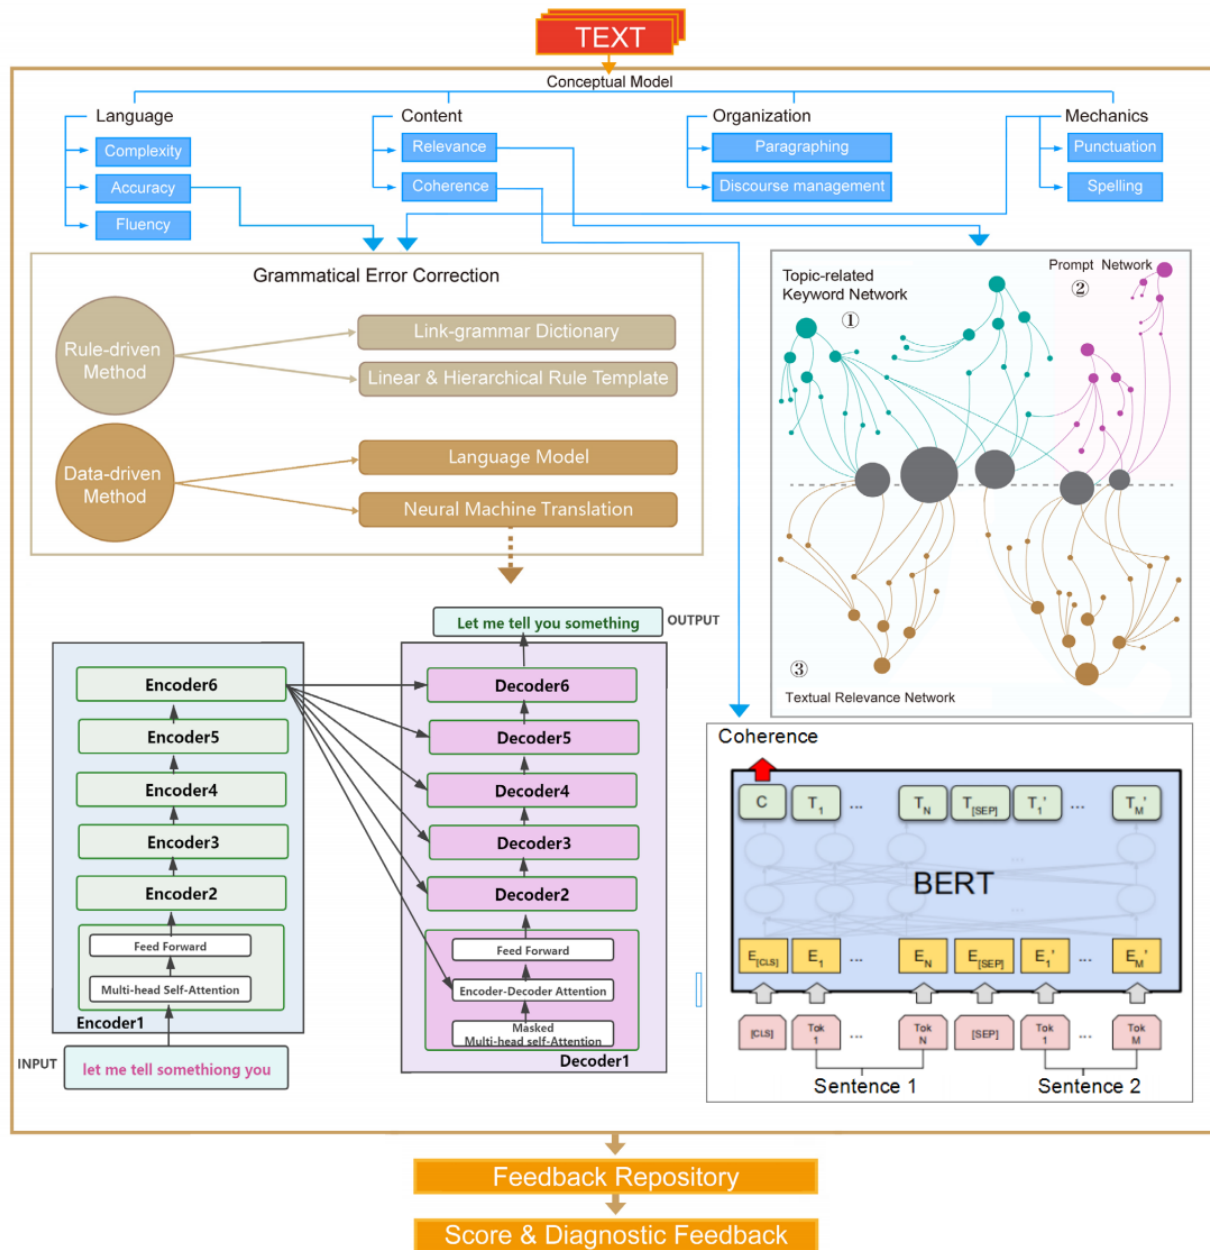 TEXT
Conceptual Model
Language
Complexity
Accuracy
Fluency
Content
Relevance
Coherence
Organization
Paragraphing
Discourse management
Mechanics
Punctuation
Spelling
Grammatical Error Correction
Rule-driven
Method
Link-grammar Dictionary
Linear & Hierarchical Rule Template
Data-driven
Method
Language Model
Neural Machine Translation
Topic-related
Keyword Network
①
Prompt Network
②
③
Textual Relevance Network
Let me tell you something
OUTPUT
Encoder6
Encoder5
Encoder4
Encoder3
Encoder2
Feed Forward
Multi-head Self-Attention
Encoder1
INPUT
let me tell somethiong you
Decoder6
Decoder5
Decoder4
Decoder3
Decoder2
Feed Forward
Encoder-Decoder Attention
Masked
Multi-head self-Attention
Decoder1
Coherence
C T1 ... TN T[SEP] T1' ... TM'
BERT
E[CLS] E1 ... EN E[SEP] E1' ... EM'
[CLS] Tok 1 ... Tok N [SEP] Tok 1 ... Tok M
Sentence 1
Sentence 2
Feedback Repository
Score & Diagnostic Feedback